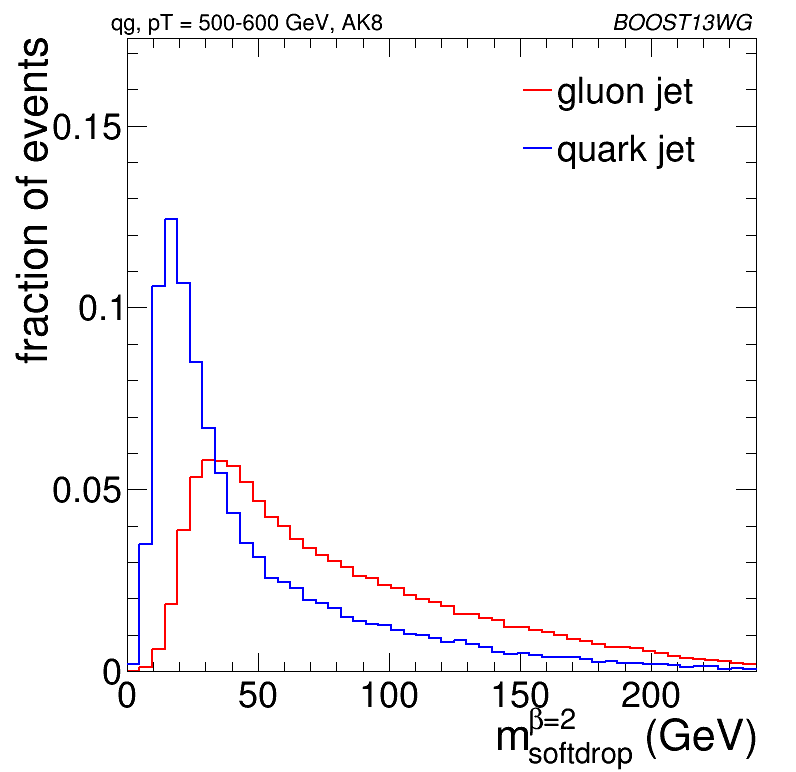 qg, pT = 500-600 GeV, AK8
BOOST13WG
gluon jet
quark jet
fraction of events
0.15
0.1
0.05
0
0 50 100 150 200
m^{β=2}_{softdrop} (GeV)